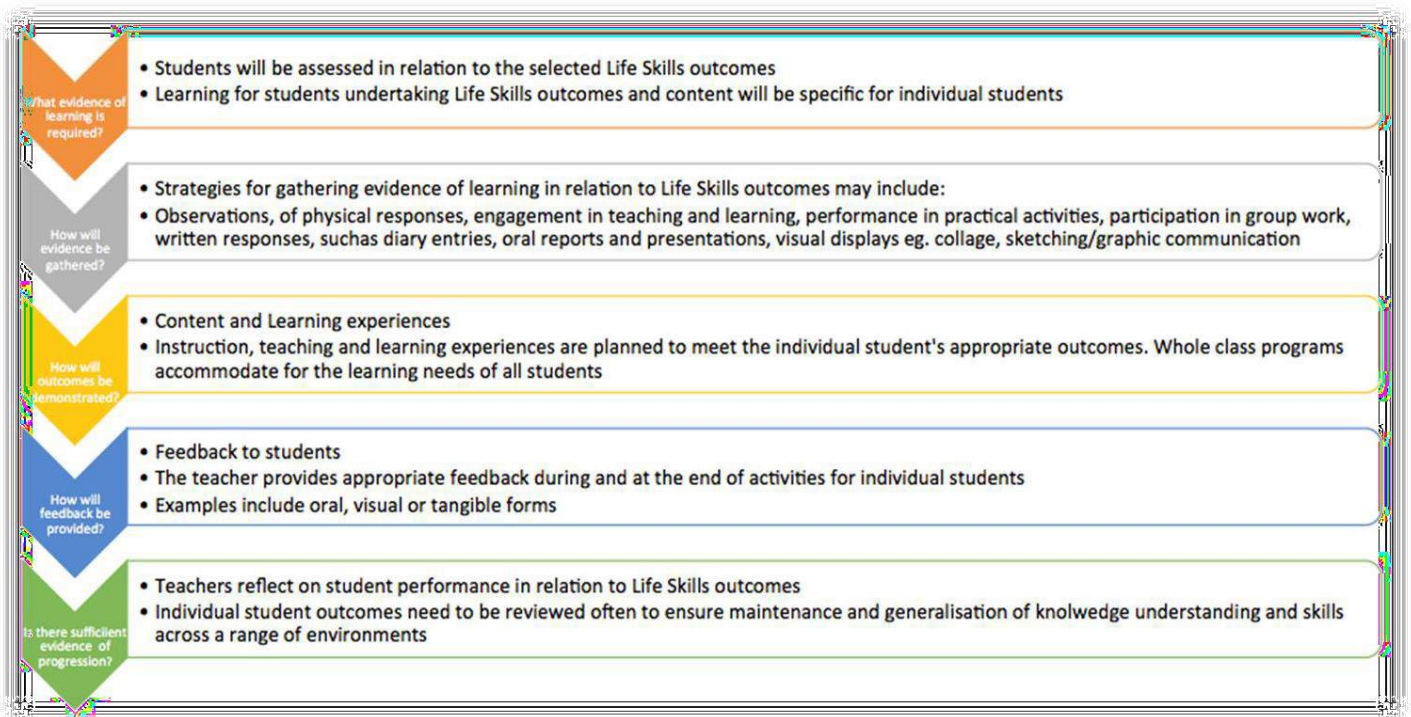 What evidence of
learning is
required?
• Students will be assessed in relation to the selected Life Skills outcomes
• Learning for students undertaking Life Skills outcomes and content will be specific for individual students
How will
evidence be
gathered?
• Strategies for gathering evidence of learning in relation to Life Skills outcomes may include:
• Observations, of physical responses, engagement in teaching and learning, performance in practical activities, participation in group work,
written responses, suchas diary entries, oral reports and presentations, visual displays eg. collage, sketching/graphic communication
How will
outcomes be
demonstrated?
• Content and Learning experiences
• Instruction, teaching and learning experiences are planned to meet the individual student's appropriate outcomes. Whole class programs
accommodate for the learning needs of all students
How will
feedback be
provided?
• Feedback to students
• The teacher provides appropriate feedback during and at the end of activities for individual students
• Examples include oral, visual or tangible forms
Is there sufficiient
evidence of
progression?
• Teachers reflect on student performance in relation to Life Skills outcomes
• Individual student outcomes need to be reviewed often to ensure maintenance and generalisation of knolwedge understanding and skills
across a range of environments